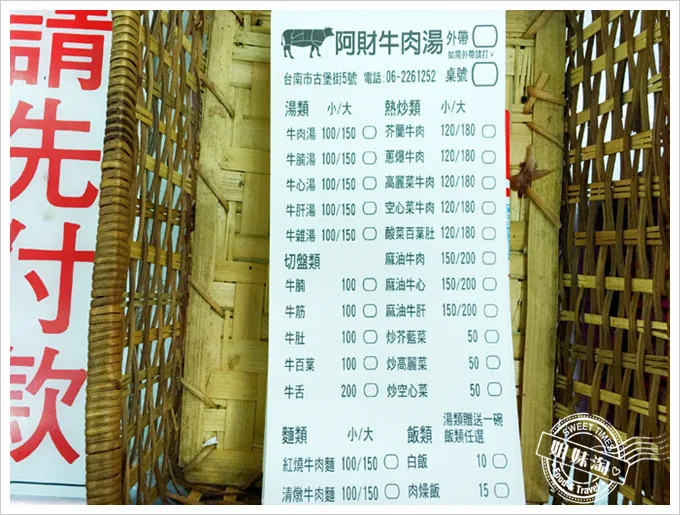 請先付款
阿財牛肉湯
外帶
如需外帶請打ˇ
台南市古堡街5號 電話:06-2261252
桌號
湯類 小/大
牛肉湯 100/150
牛腩湯 100/150
牛心湯 100/150
牛肝湯 100/150
牛雜湯 100/150
切盤類
牛腩 100
牛筋 100
牛肚 100
牛百葉 100
牛舌 200
麵類 小/大
紅燒牛肉麵 100/150
清燉牛肉麵 100/150
熱炒類 小/大
芥蘭牛肉 120/180
蔥爆牛肉 120/180
高麗菜牛肉 120/180
空心菜牛肉 120/180
酸菜百葉肚 120/180
麻油牛肉 150/200
麻油牛心 150/200
麻油牛肝 150/200
炒芥藍菜 50
炒高麗菜 50
炒空心菜 50
飯類
湯類贈送一碗
飯類任選
白飯 10
肉燥飯 15
SWEET TIMES
姐妹淘
Food & Travel